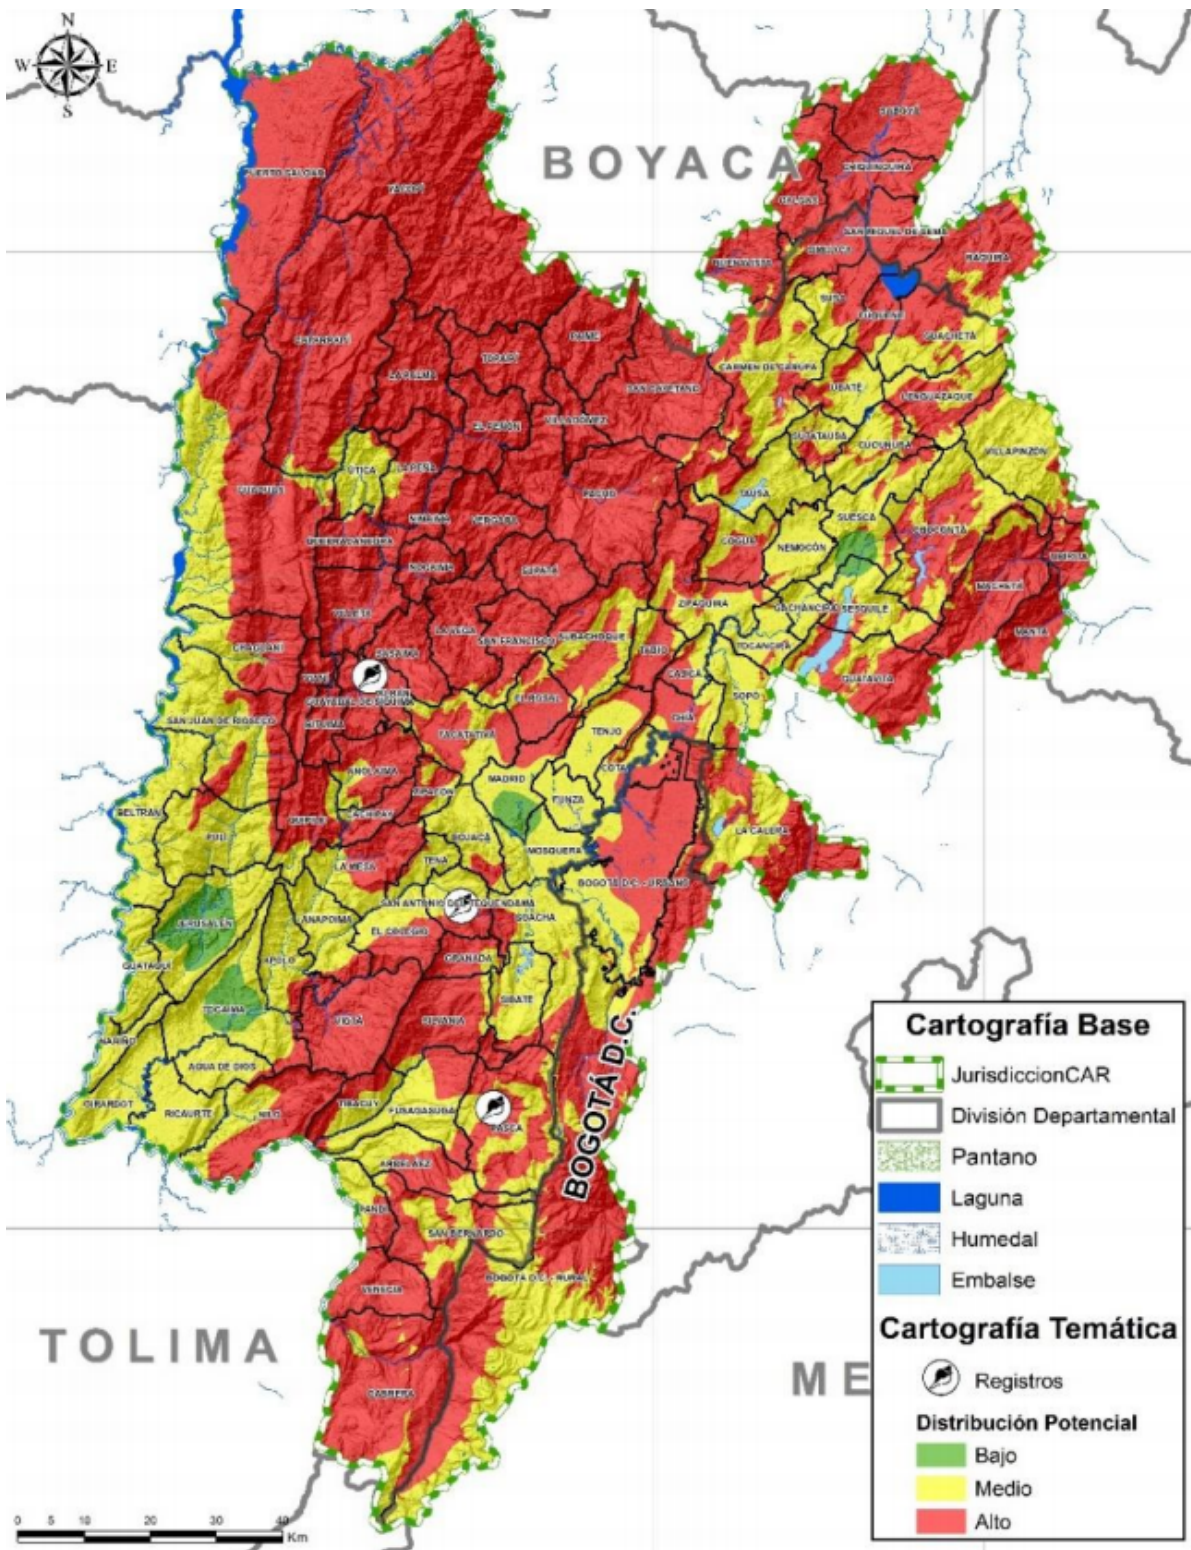 N
W
E
S
BOYACA
SABOYÁ
CHIQUINQUIRÁ
SAN MIGUEL DE SEMA
BUENAVISTA
SIMIJACA
RÁQUIRA
SUSA
GUACHETÁ
YACOPÍ
CAPARRAPÍ
PAIME
TOPAIPÍ
LA PALMA
SAN CAYETANO
CARMEN DE CARUPA
UBATÉ
LENGUAZAQUE
EL PEÑÓN
VILLAGÓMEZ
SUTATAUSA
CUCUNUBÁ
VILLAPINZÓN
UTICA
LA PEÑA
GUADUAS
PACHO
TAUSA
SUESCA
CHOCONTÁ
NIMAIMA
VERGARA
QUEBRADANEGRA
COGUA
NEMOCÓN
NOCAIMA
SUPATÁ
MACHETÁ
ZIPAQUIRÁ
GACHANCIPÁ
SESQUILÉ
VILLETA
LA VEGA
SAN FRANCISCO
SUBACHOQUE
TOCANCIPÁ
MANTA
CHAGUANÍ
SASAIMA
TABIO
CAJICÁ
GUATAVITA
VIANÍ
GUAYABAL DE SIQUIMA
EL ROSAL
SOPÓ
SAN JUAN DE RIOSECO
BITUIMA
FACATATIVÁ
TENJO
CHÍA
ANOLAIMA
MADRID
COTA
ZIPACÓN
FUNZA
BELTRÁN
PULÍ
CACHIPAY
BOJACÁ
LA CALERA
LA MESA
TENA
MOSQUERA
BOGOTÁ D.C. - URBANO
SAN ANTONIO DEL TEQUENDAMA
JERUSALÉN
ANAPOIMA
SOACHA
EL COLEGIO
GUATAQUÍ
APULO
GRANADA
SIBATÉ
TOCAIMA
VIOTÁ
SILVANIA
NARIÑO
AGUA DE DIOS
GIRARDOT
RICAURTE
NILO
TIBACUY
FUSAGASUGÁ
PASCA
BOGOTÁ D.C.
ARBELÁEZ
PANDI
SAN BERNARDO
BOGOTÁ D.C. - RURAL
VENECIA
CABRERA
TOLIMA
ME
0 5 10 20 30 40
Km
Cartografía Base
JurisdiccionCAR
División Departamental
Pantano
Laguna
Humedal
Embalse
Cartografía Temática
Registros
Distribución Potencial
Bajo
Medio
Alto